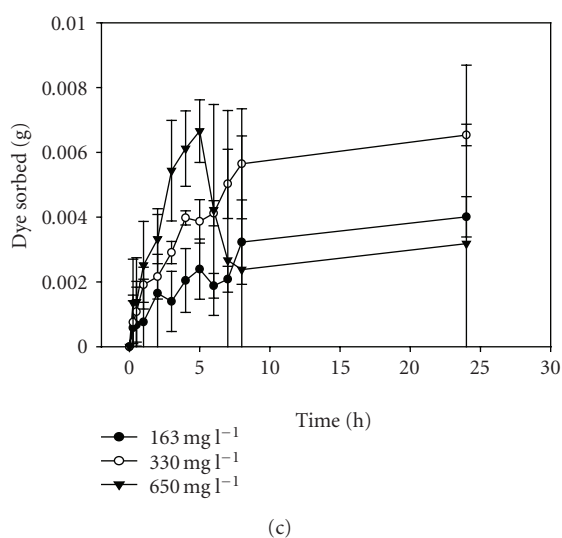 0.01
0.008
0.006
0.004
0.002
0
Dye sorbed (g)
0 5 10 15 20 25 30
Time (h)
163 mg l⁻¹
330 mg l⁻¹
650 mg l⁻¹
(c)